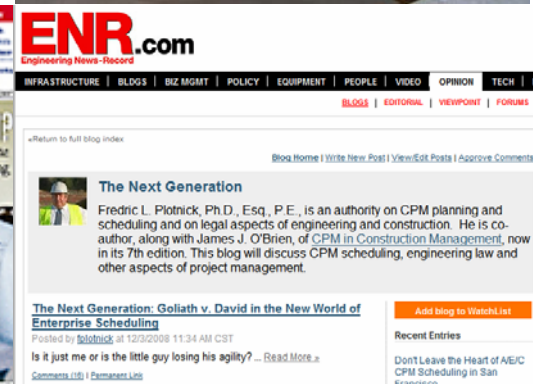 ENR.com
Engineering News-Record
INFRASTRUCTURE | BLDGS | BIZ MGMT | POLICY | EQUIPMENT | PEOPLE | VIDEO | OPINION | TECH |
BLOGS | EDITORIAL | VIEWPOINT | FORUMS
«Return to full blog index
Blog Home | Write New Post | View/Edit Posts | Approve Comments
The Next Generation
Fredric L. Plotnick, Ph.D., Esq., P.E., is an authority on CPM planning and
scheduling and on legal aspects of engineering and construction. He is co-
author, along with James J. O'Brien, of CPM in Construction Management, now
in its 7th edition. This blog will discuss CPM scheduling, engineering law and
other aspects of project management.
The Next Generation: Goliath v. David in the New World of
Enterprise Scheduling
Posted by fplotnick at 12/3/2008 11:34 AM CST
Is it just me or is the little guy losing his agility? ... Read More »
Comments (16) | Permanent Link
Add blog to WatchList
Recent Entries
Don't Leave the Heart of A/E/C
CPM Scheduling in San
Francisco